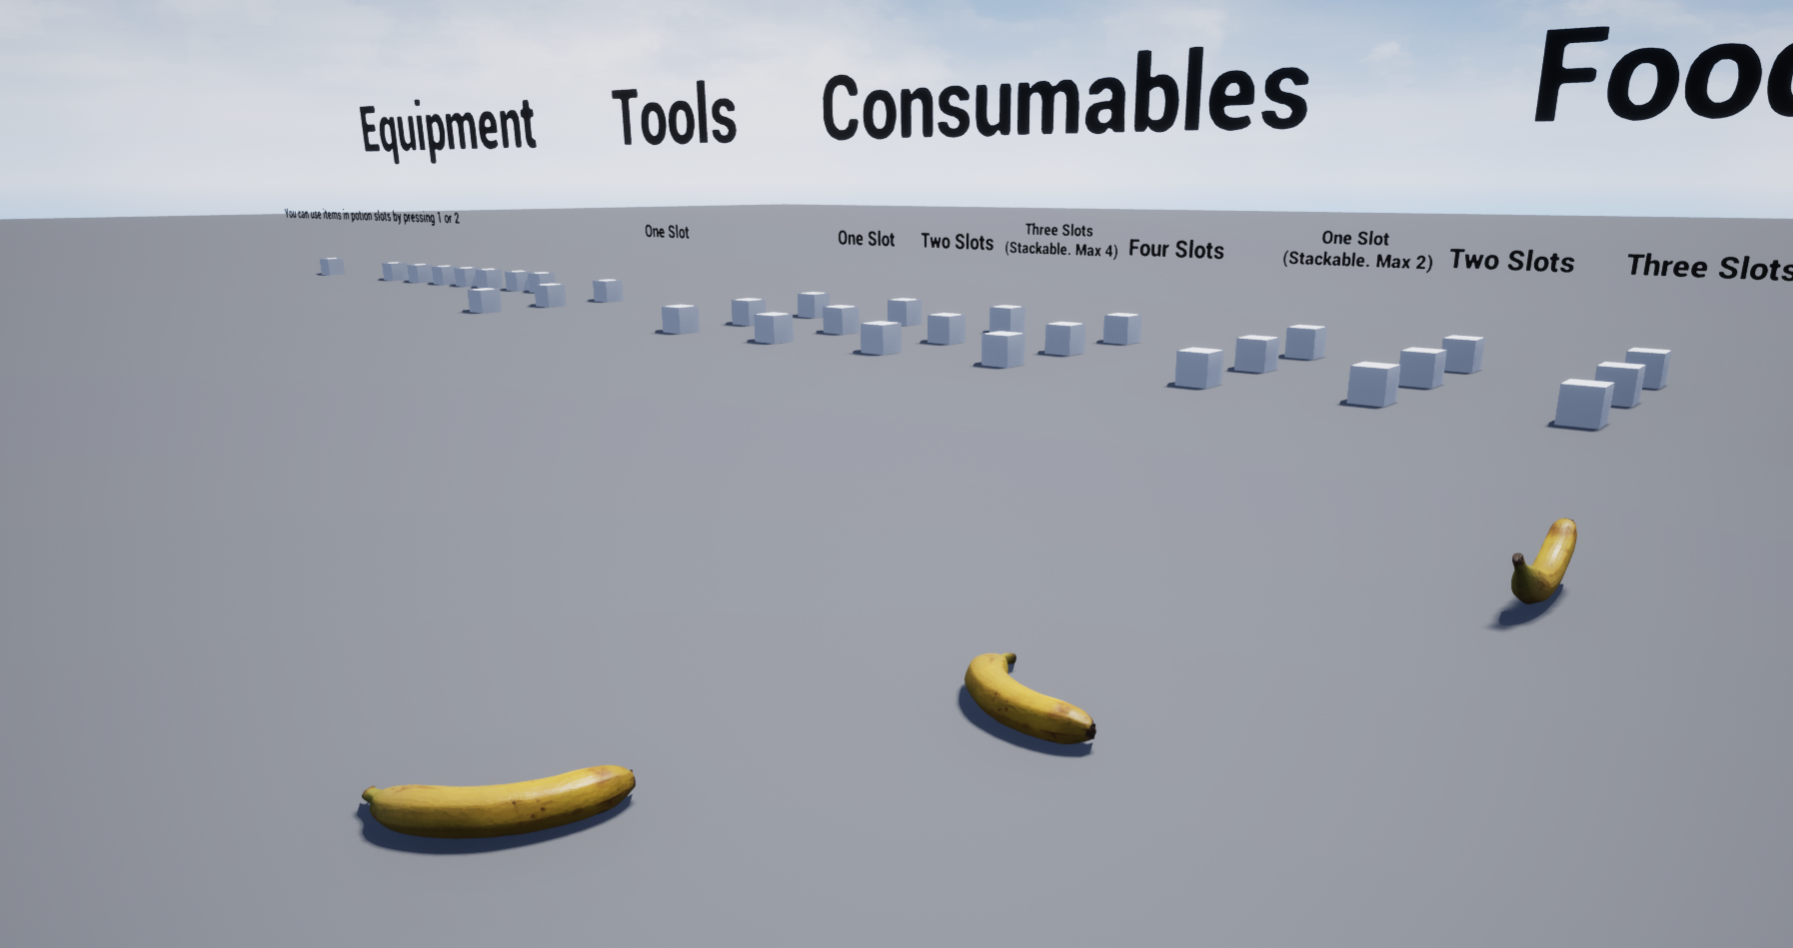 Equipment
Tools
Consumables
Food
You can use items in potion slots by pressing 1 or 2
One Slot
One Slot
Two Slots
Three Slots
(Stackable. Max 4)
Four Slots
One Slot
(Stackable. Max 2)
Two Slots
Three Slots